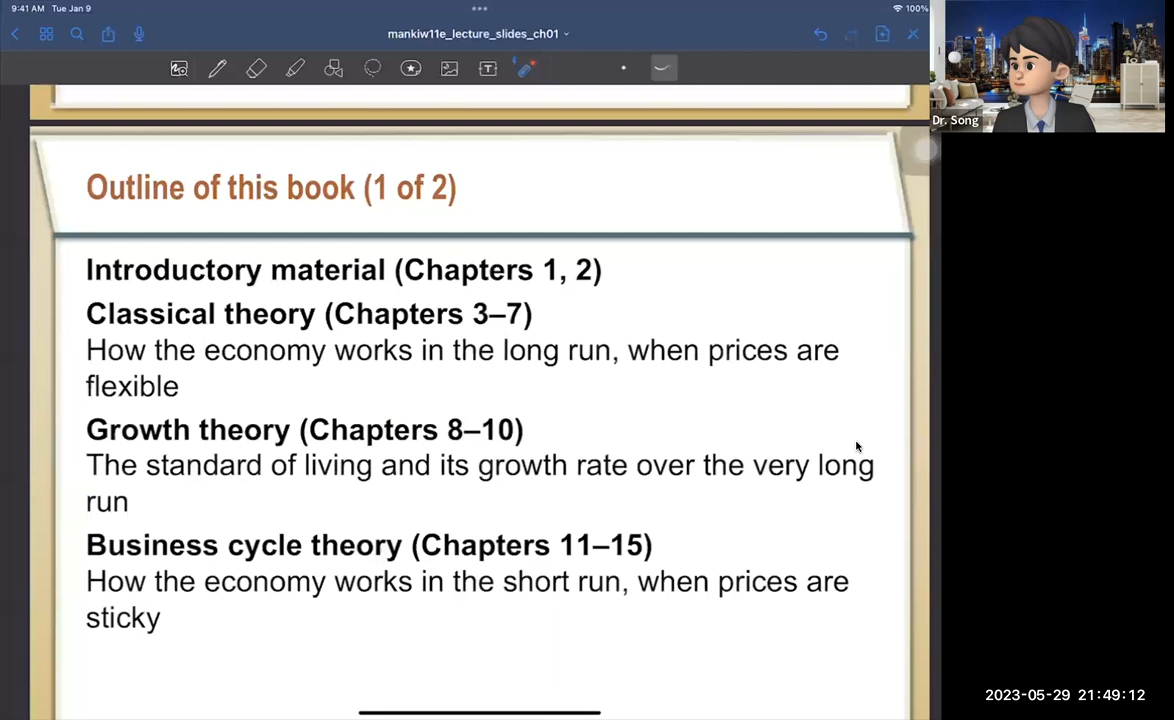 9:41 AM Tue Jan 9
100%
mankiw11e_lecture_slides_ch01
Dr. Song
Outline of this book (1 of 2)
Introductory material (Chapters 1, 2)
Classical theory (Chapters 3–7)
How the economy works in the long run, when prices are
flexible
Growth theory (Chapters 8–10)
The standard of living and its growth rate over the very long
run
Business cycle theory (Chapters 11–15)
How the economy works in the short run, when prices are
sticky
2023-05-29 21:49:12